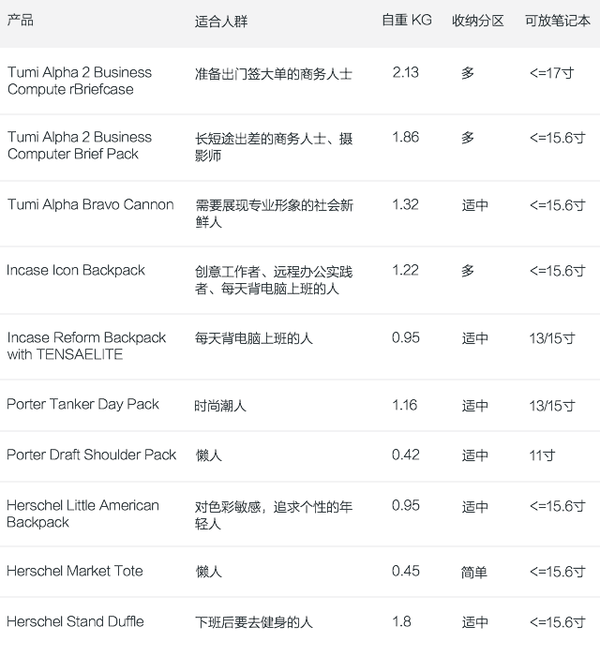 产品 适合人群 自重 KG 收纳分区 可放笔记本
Tumi Alpha 2 Business 准备出门签大单的商务人士 2.13 多 <=17寸
Compute rBriefcase
Tumi Alpha 2 Business 长短途出差的商务人士、摄 1.86 多 <=15.6寸
Computer Brief Pack 影师
Tumi Alpha Bravo Cannon 需要展现专业形象的社会新 1.32 适中 <=15.6寸
鲜人
Incase Icon Backpack 创意工作者、远程办公实践 1.22 多 <=15.6寸
者、每天背电脑上班的人
Incase Reform Backpack 每天背电脑上班的人 0.95 适中 13/15寸
with TENSAELITE
Porter Tanker Day Pack 时尚潮人 1.16 适中 13/15寸
Porter Draft Shoulder Pack 懒人 0.42 适中 11寸
Herschel Little American 对色彩敏感，追求个性的年 0.95 适中 <=15.6寸
Backpack 轻人
Herschel Market Tote 懒人 0.45 简单 <=15.6寸
Herschel Stand Duffle 下班后要去健身的人 1.8 适中 <=15.6寸